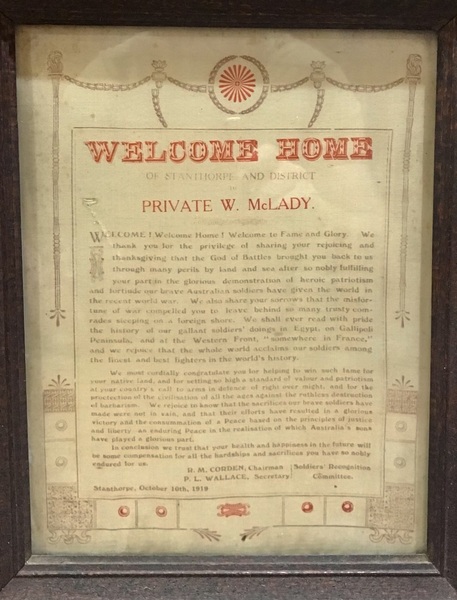 WELCOME HOME
OF STANTHORPE AND DISTRICT
TO
PRIVATE W. McLADY.
WELCOME! Welcome Home! Welcome to Fame and Glory. We
thank you for the privilege of sharing your rejoicing and
thanksgiving that the God of Battles brought you back to us
through many perils by land and sea after so nobly fulfilling
your part in the glorious demonstration of heroic patriotism
and fortitude our brave Australian soldiers have given the world in
the recent world war. We also share your sorrows that the misfor-
tune of war compelled you to leave behind so many trusty com-
rades sleeping on a foreign shore. We shall ever read with pride
the history of our gallant soldiers' doings in Egypt, on Gallipoli
Peninsula, and at the Western Front, "somewhere in France,"
and we rejoice that the whole world acclaims our soldiers among
the finest and best fighters in the world's history.
We most cordially congratulate you for helping to win such fame for
your native land, and for setting so high a standard of valour and patriotism
at your country's call to arms in defence of right over might, and for the
protection of the civilisation of all the ages against the ruthless destruction
of barbarism. We rejoice to know that the sacrifices our brave soldiers have
made were not in vain, and that their efforts have resulted in a glorious
victory and the consummation of a Peace based on the principles of justice
and liberty—an enduring Peace in the realisation of which Australia's sons
have played a glorious part.
In conclusion we trust that your health and happiness in the future will
be some compensation for all the hardships and sacrifices you have so nobly
endured for us.
R. M. CORDEN, Chairman } Soldiers' Recognition
P. L. WALLACE, Secretary } Committee.
Stanthorpe, October 10th, 1919